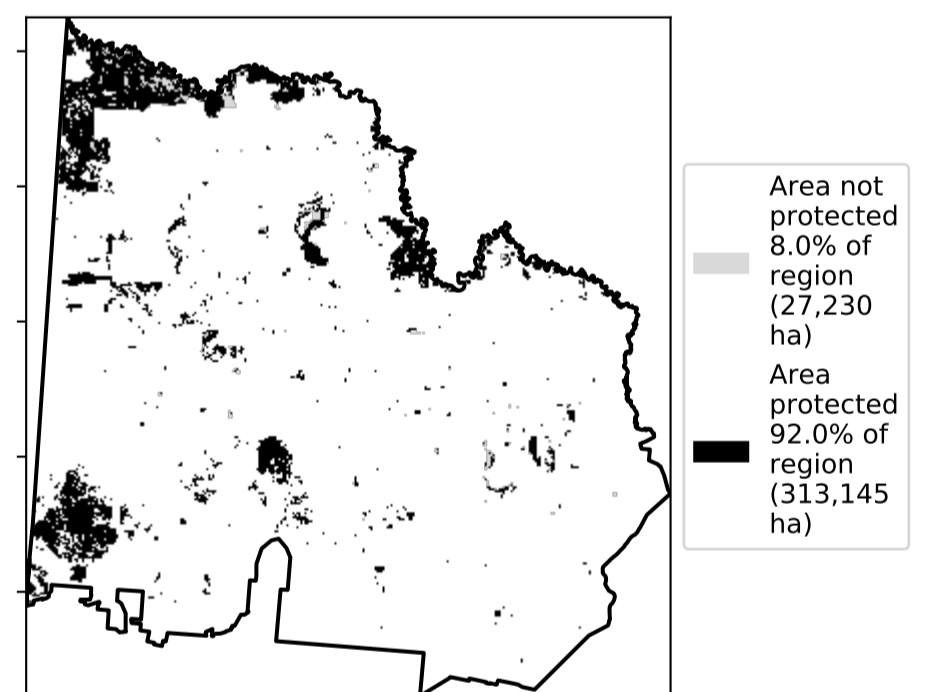 Area not
protected
8.0% of
region
(27,230
ha)
Area
protected
92.0% of
region
(313,145
ha)